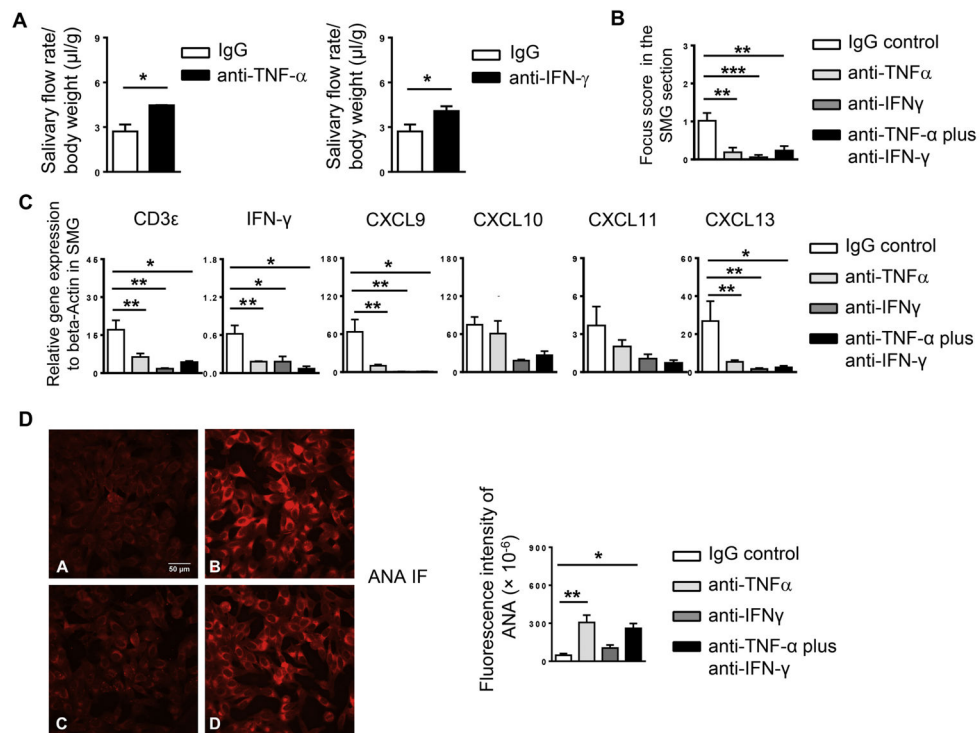 A
Salivary flow rate/
body weight (μl/g)
9
6
3
0
*
IgG
anti-TNF-α
Salivary flow rate/
body weight (μl/g)
9
6
3
0
*
IgG
anti-IFN-γ
B
Focus score in the
SMG section
3
2
1
0
**
***
**
IgG control
anti-TNFα
anti-IFNγ
anti-TNF-α plus
anti-IFN-γ
C
Relative gene expression
to beta-Actin in SMG
CD3ε
45
30
15
0
*
**
**
IFN-γ
1.8
1.2
0.6
0.0
*
*
**
CXCL9
180
120
60
0
*
**
**
CXCL10
180
120
60
0
CXCL11
9
6
3
0
CXCL13
60
40
20
0
*
**
**
IgG control
anti-TNFα
anti-IFNγ
anti-TNF-α plus
anti-IFN-γ
D
A
50 μm
B
C
D
ANA IF
Fluorescence intensity of
ANA (× 10⁻⁶)
900
600
300
0
*
**
IgG control
anti-TNFα
anti-IFNγ
anti-TNF-α plus
anti-IFN-γ